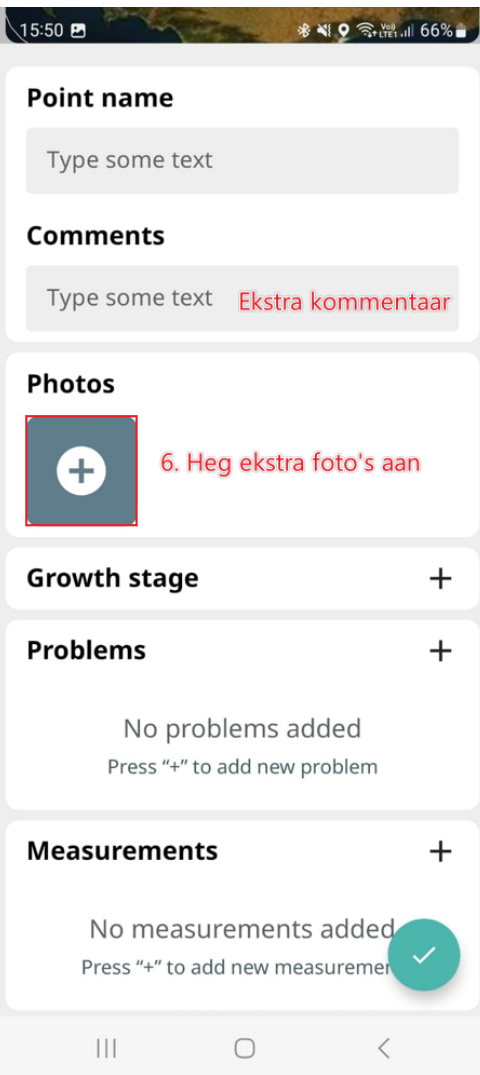 15:50 66%
Point name
Type some text
Comments
Type some text Ekstra kommentaar
Photos
6. Heg ekstra foto's aan
Growth stage +
Problems +
No problems added
Press “+” to add new problem
Measurements +
No measurements added
Press “+” to add new measuremen